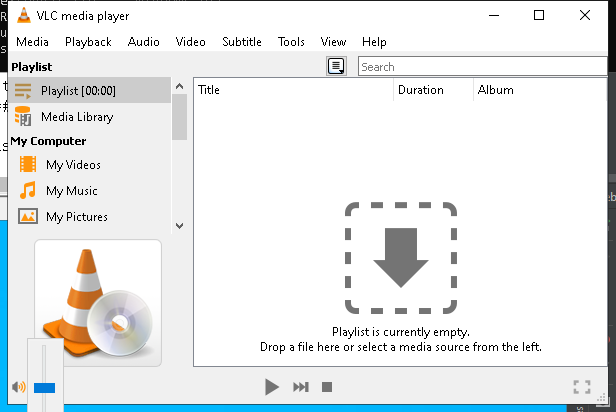 VLC media player
Media Playback Audio Video Subtitle Tools View Help
Playlist
Search
Playlist [00:00]
Title Duration Album
Media Library
My Computer
My Videos
My Music
My Pictures
Playlist is currently empty.
Drop a file here or select a media source from the left.